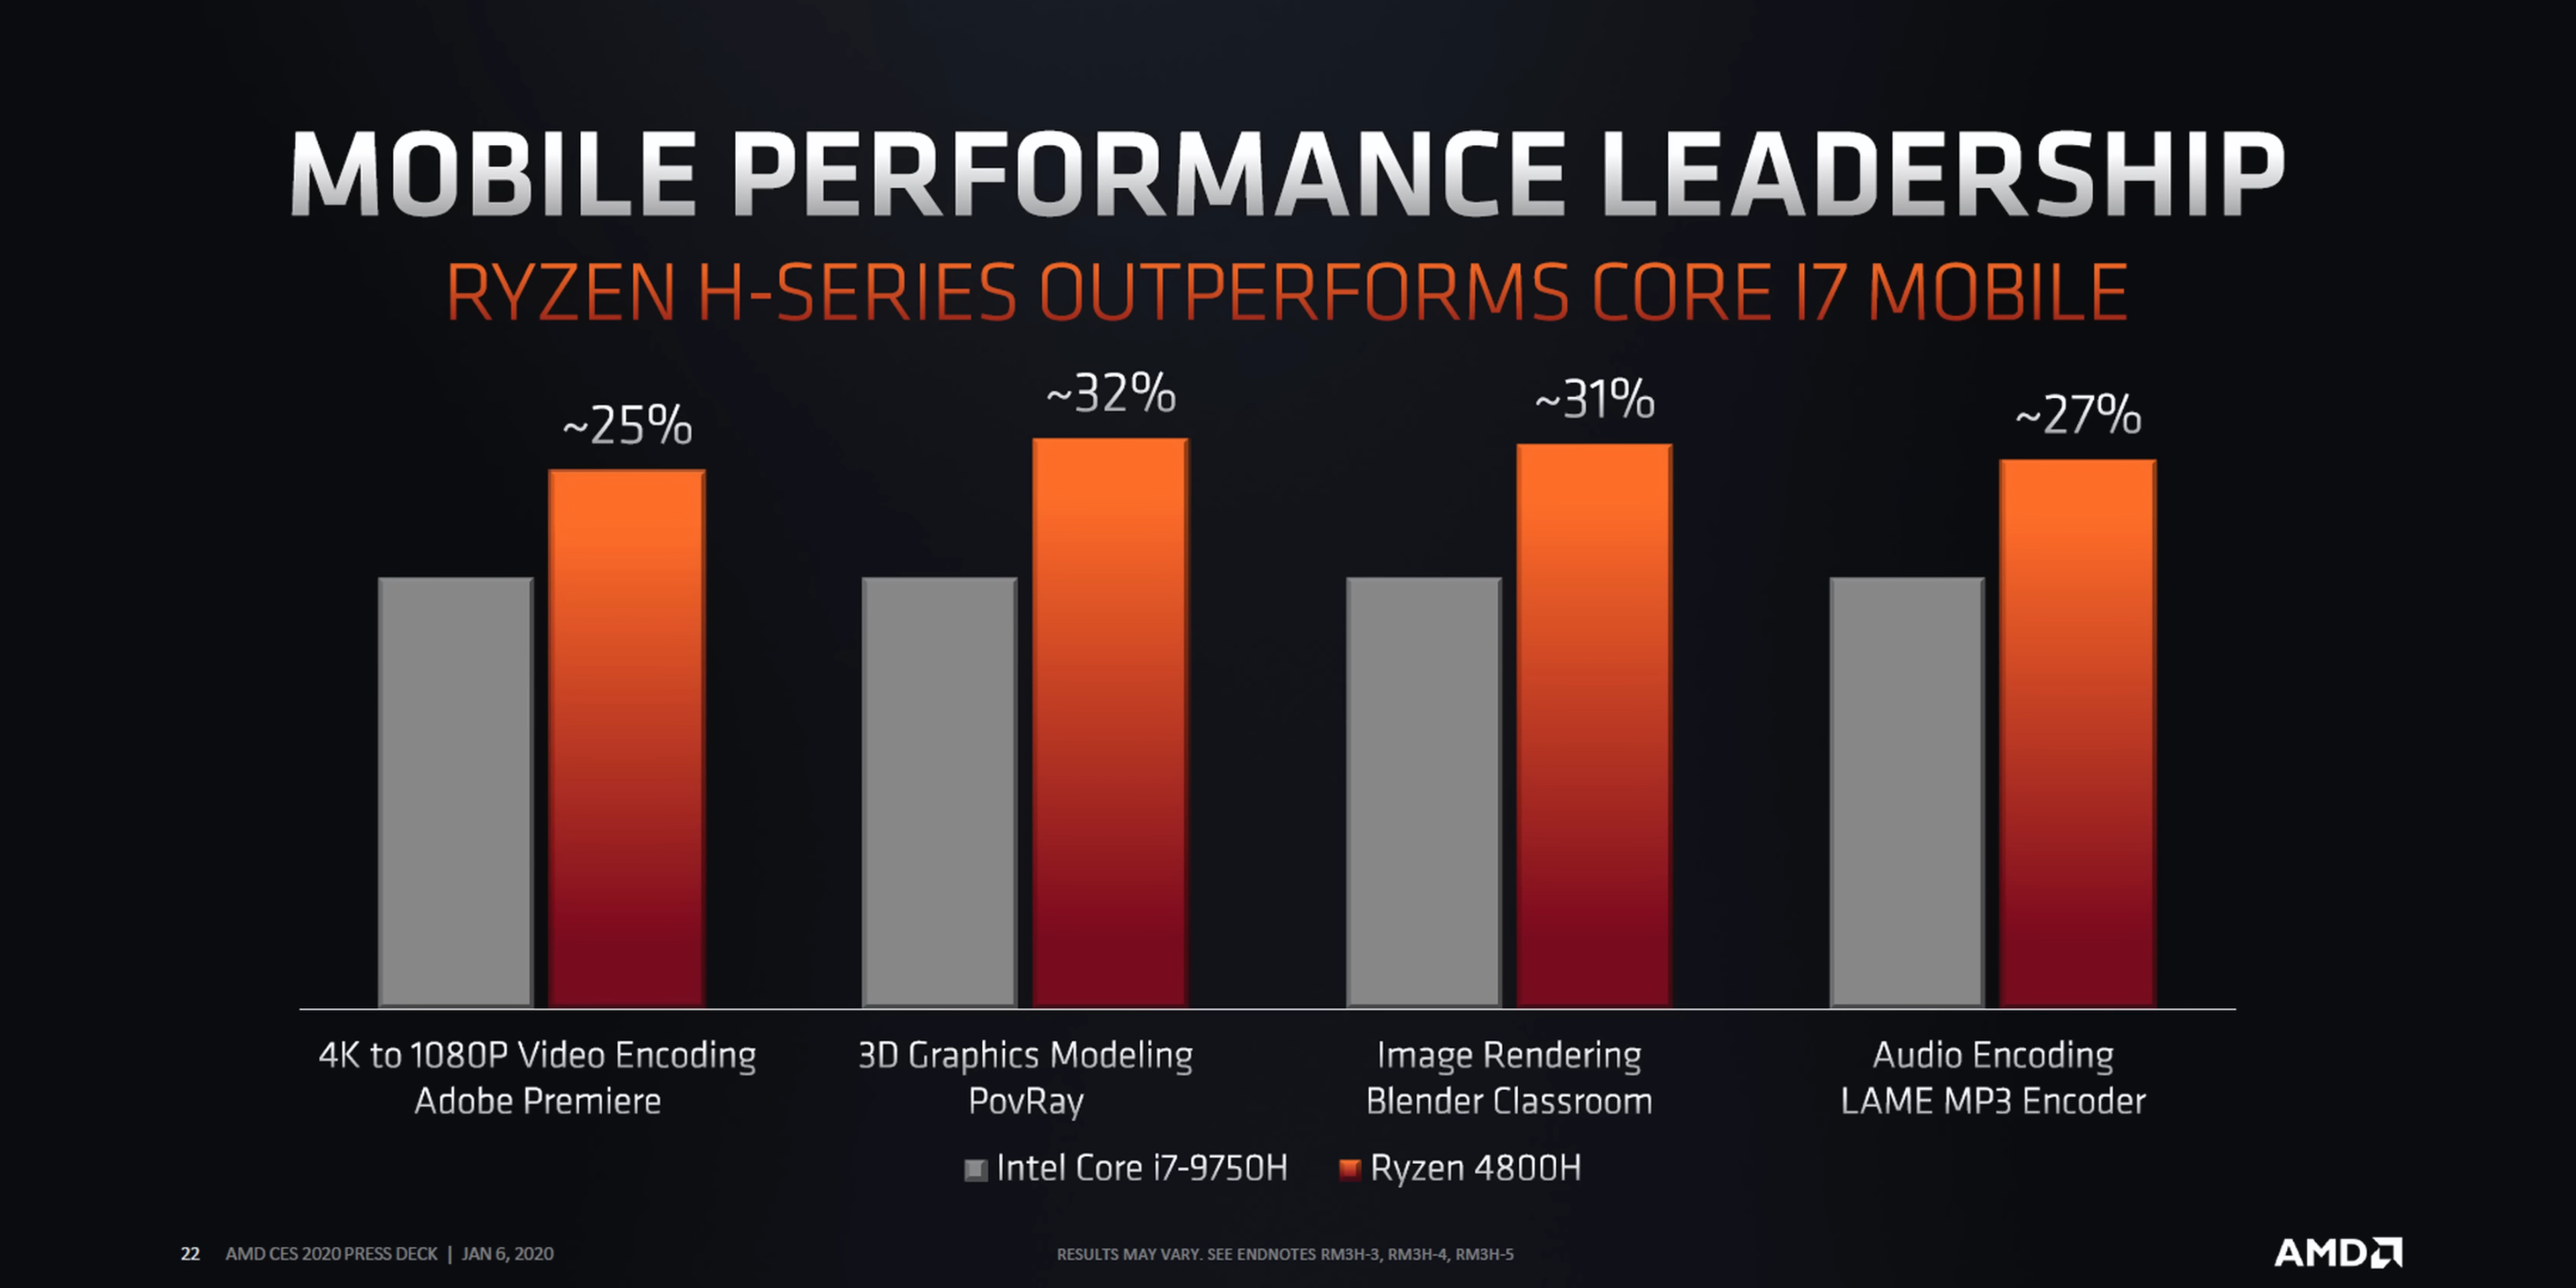 MOBILE PERFORMANCE LEADERSHIP
RYZEN H-SERIES OUTPERFORMS CORE I7 MOBILE
~25%
~32%
~31%
~27%
4K to 1080P Video Encoding
Adobe Premiere
3D Graphics Modeling
PovRay
Image Rendering
Blender Classroom
Audio Encoding
LAME MP3 Encoder
Intel Core i7-9750H
Ryzen 4800H
22 AMD CES 2020 PRESS DECK | JAN 6, 2020
RESULTS MAY VARY. SEE ENDNOTES RM3H-3, RM3H-4, RM3H-5
AMD